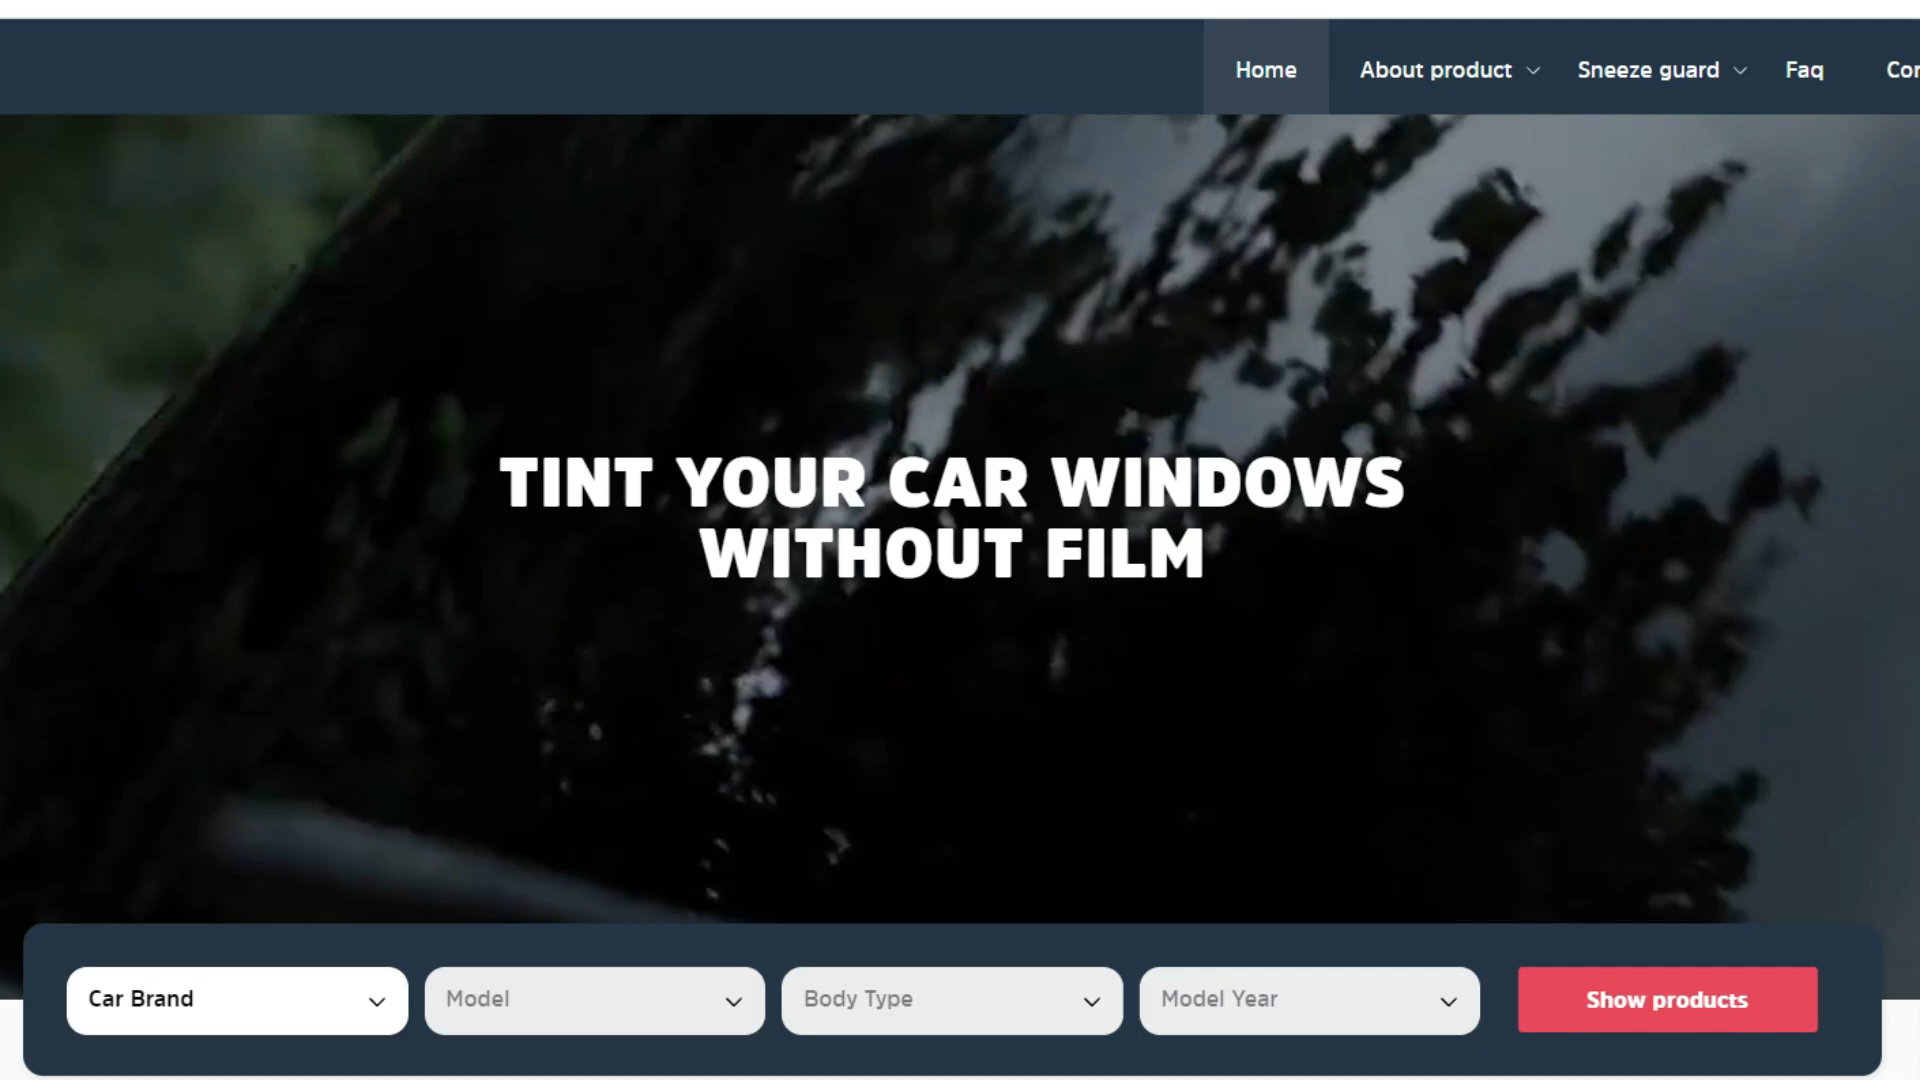 Home About product Sneeze guard Faq
TINT YOUR CAR WINDOWS
WITHOUT FILM
Car Brand Model Body Type Model Year Show products